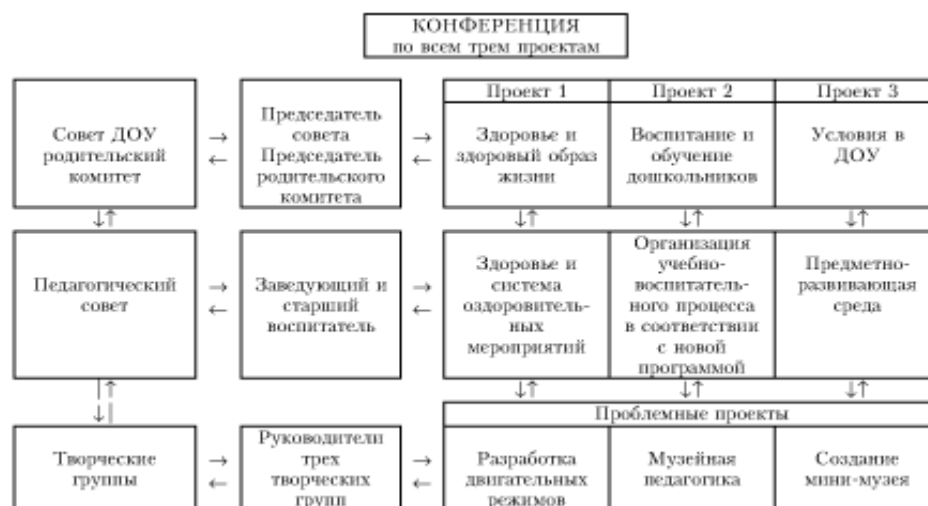 КОНФЕРЕНЦИЯ
по всем трем проектам
Совет ДОУ
родительский
комитет
→
←
Председатель
совета
Председатель
родительского
комитета
→
←
Проект 1
Здоровье и
здоровый образ
жизни
Проект 2
Воспитание и
обучение
дошкольников
Проект 3
Условия в
ДОУ
↓↑
↓↑
↓↑
↓↑
Педагогический
совет
→
←
Заведующий и
старший
воспитатель
→
←
Здоровье и
система
оздоровитель-
ных
мероприятий
Организация
учебно-
воспитатель-
ного процесса
в соответствии
с новой
программой
Предметно-
развивающая
среда
|↑
↓|
↓↑
↓↑
↓↑
Проблемные проекты
Творческие
группы
→
←
Руководители
трех
творческих
групп
→
←
Разработка
двигательных
режимов
Музейная
педагогика
Создание
мини-музея